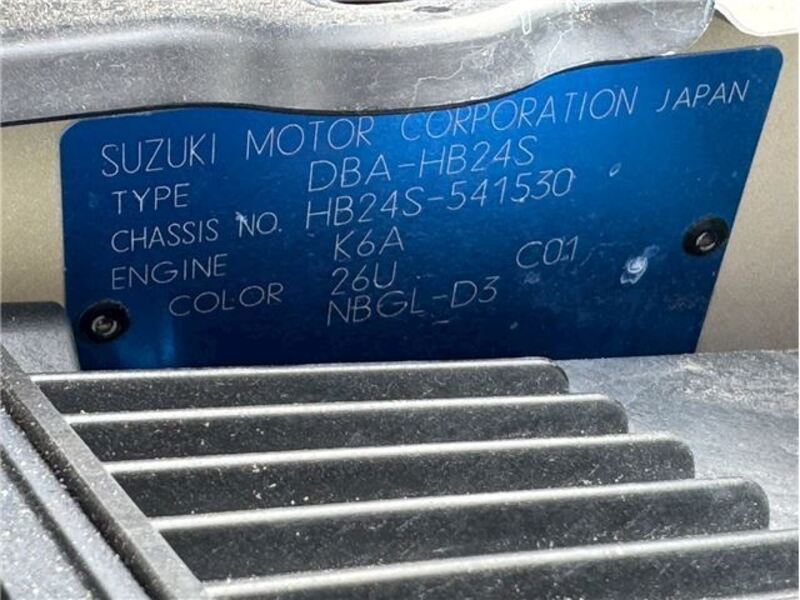 SUZUKI MOTOR CORPORATION JAPAN
TYPE DBA-HB24S
CHASSIS NO. HB24S-541530
ENGINE K6A
COLOR 26U C01
NBGL-D3